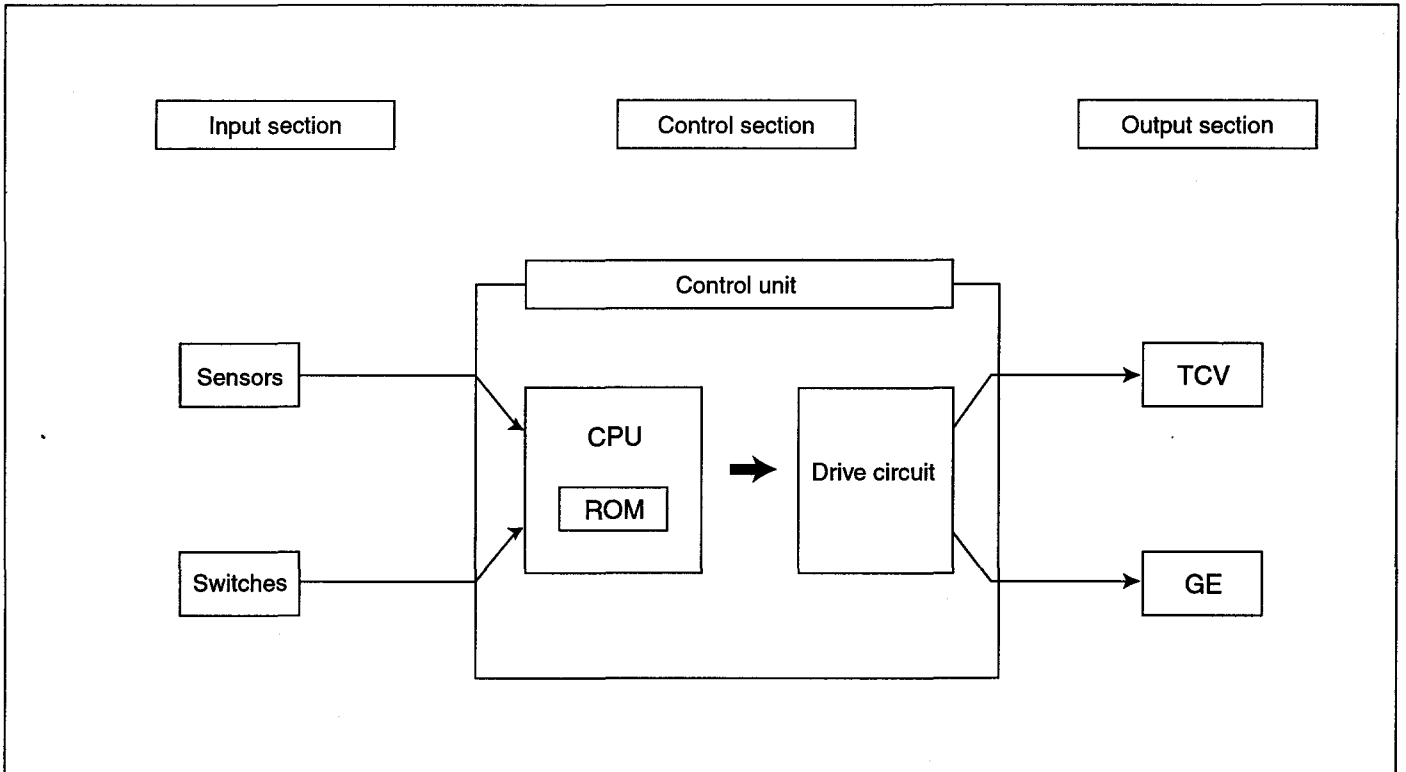 Input section
Control section
Output section
Control unit
Sensors
CPU
ROM
Switches
Drive circuit
TCV
GE